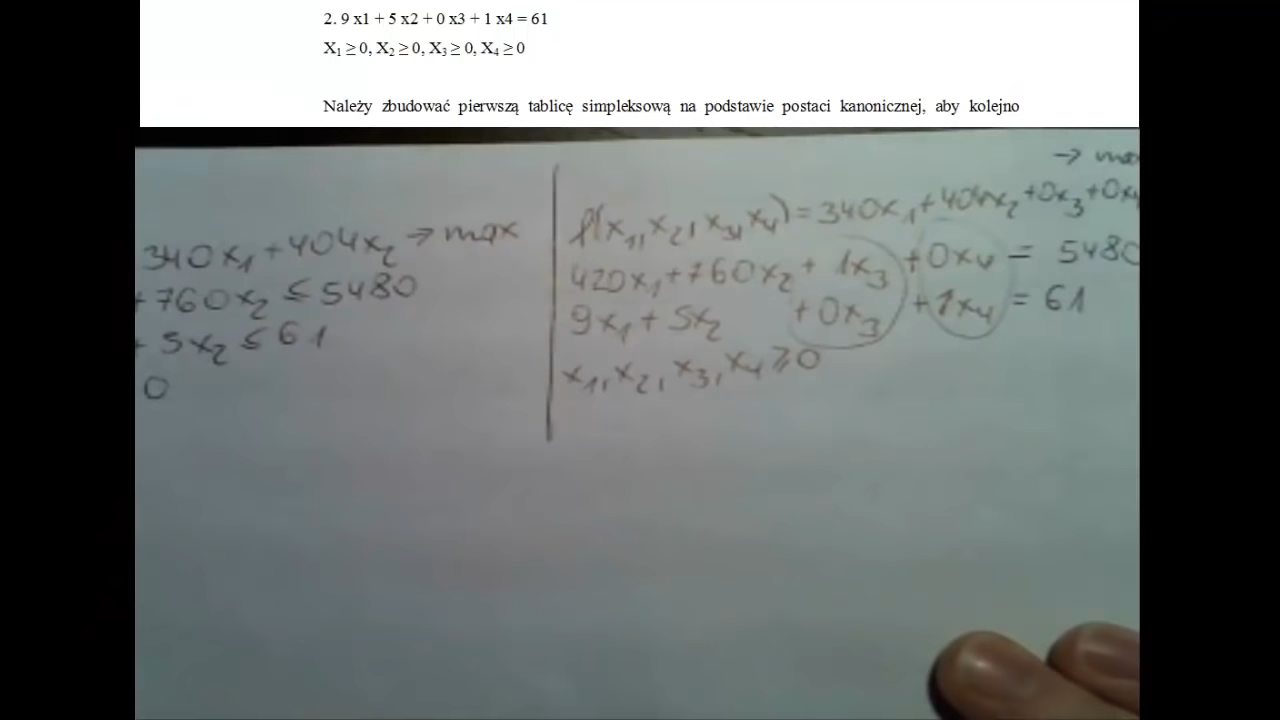 2. 9 x1 + 5 x2 + 0 x3 + 1 x4 = 61
X₁ ≥ 0, X₂ ≥ 0, X₃ ≥ 0, X₄ ≥ 0
Należy zbudować pierwszą tablicę simpleksową na podstawie postaci kanonicznej, aby kolejno
340x₁+404x₂ → max
+760x₂ ≤ 5480
+ 5x₂ ≤ 61
0
→ max
f(x₁,x₂,x₃,x₄)=340x₁+404x₂+0x₃+0x₄
420x₁+760x₂+1x₃+0x₄ = 5480
9x₁+5x₂ +0x₃ +1x₄ = 61
x₁,x₂,x₃,x₄ ≥ 0